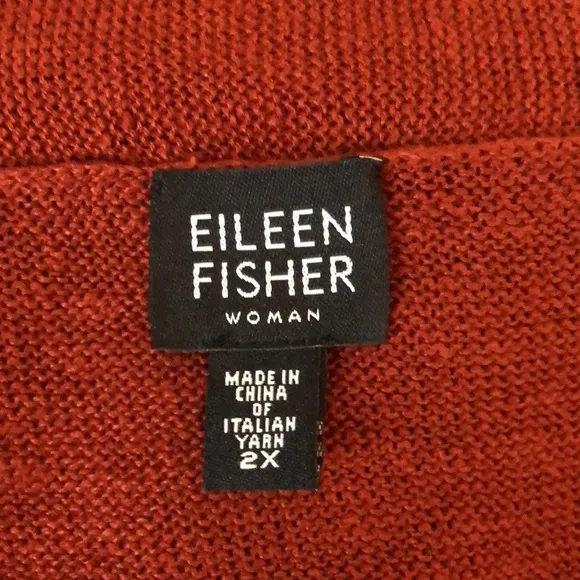 EILEEN
FISHER
WOMAN
MADE IN
CHINA
OF
ITALIAN
YARN
2X